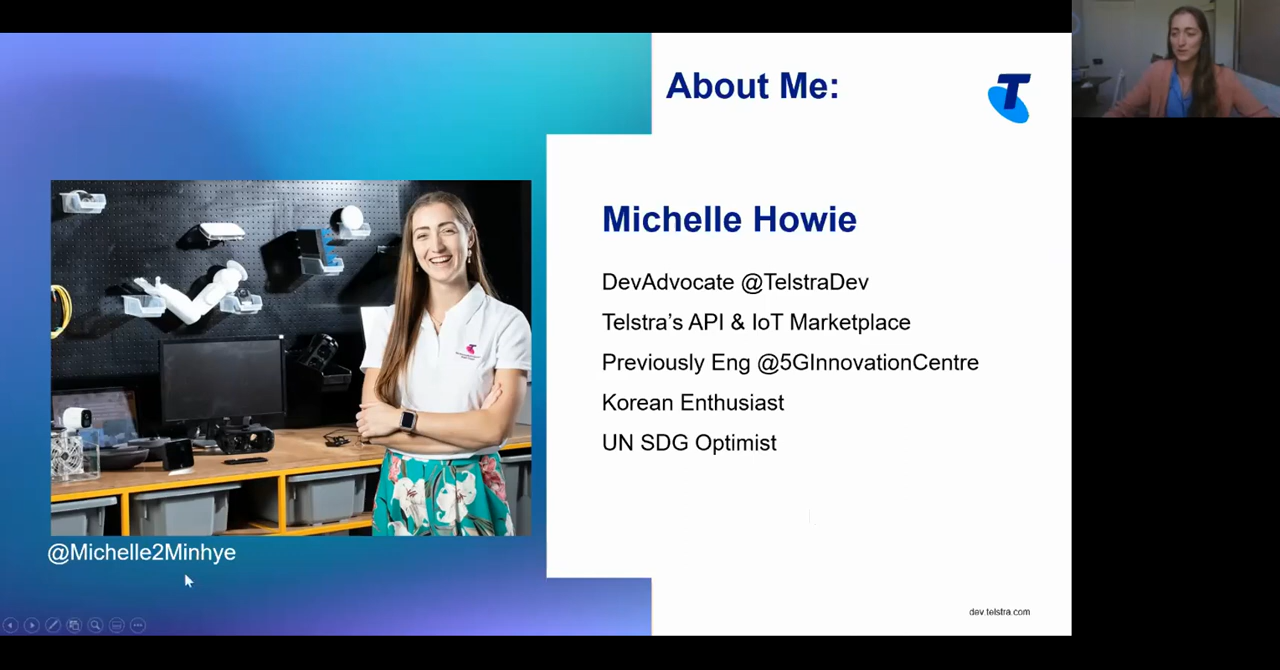 About Me:
Michelle Howie
DevAdvocate @TelstraDev
Telstra’s API & IoT Marketplace
Previously Eng @5GInnovationCentre
Korean Enthusiast
UN SDG Optimist
@Michelle2Minhye
dev.telstra.com